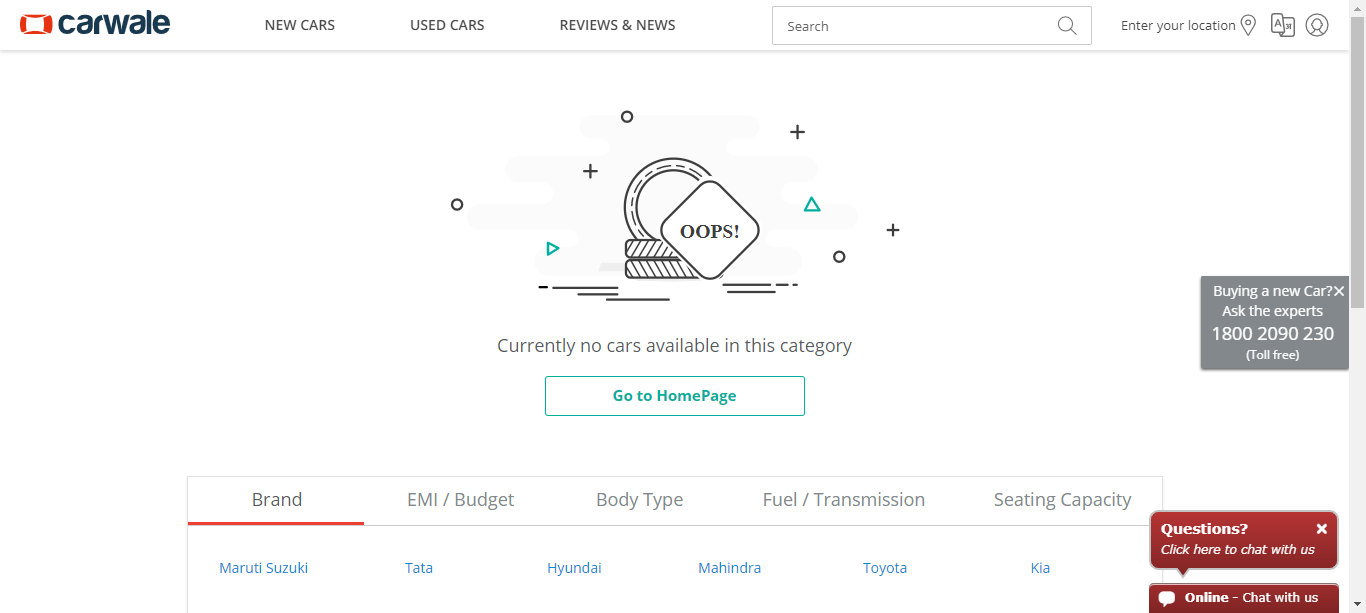 carwale
NEW CARS
USED CARS
REVIEWS & NEWS
Search
Enter your location
OOPS!
Currently no cars available in this category
Go to HomePage
Buying a new Car?
Ask the experts
1800 2090 230
(Toll free)
Brand
EMI / Budget
Body Type
Fuel / Transmission
Seating Capacity
Maruti Suzuki
Tata
Hyundai
Mahindra
Toyota
Kia
Questions?
Click here to chat with us
Online - Chat with us